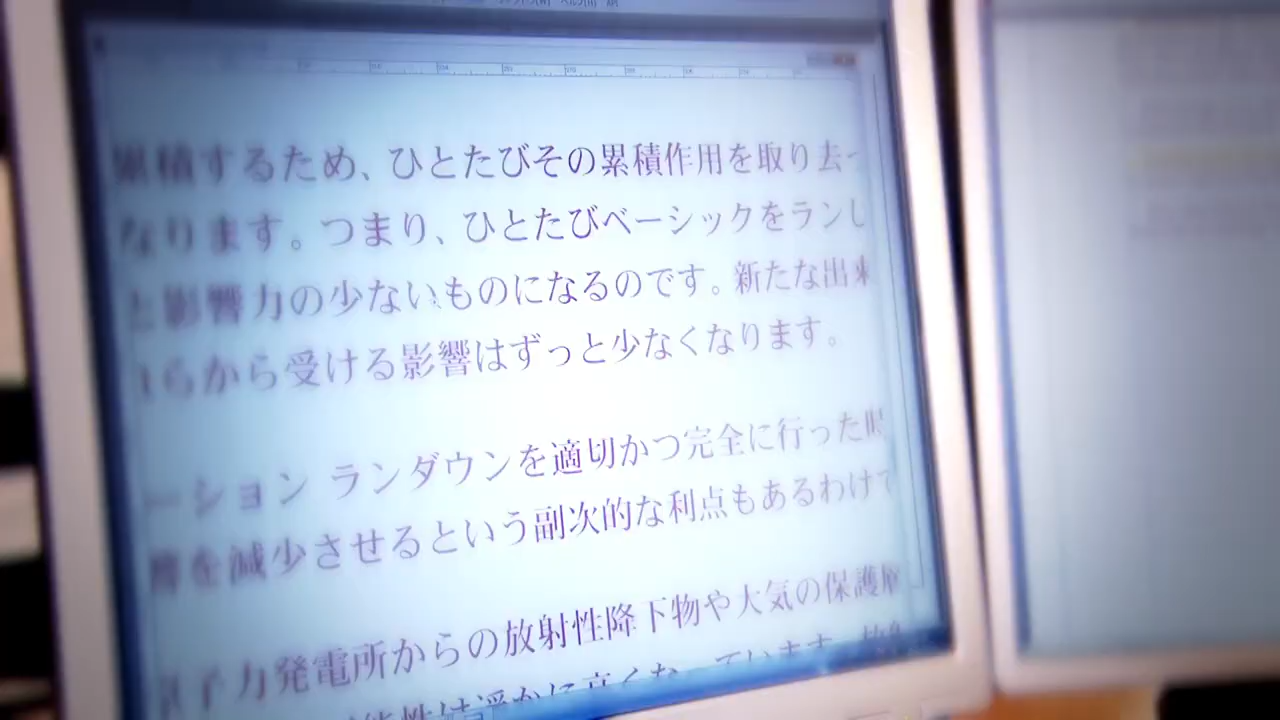 累積するため、ひとたびその累積作用を取り去っ
なります。つまり、ひとたびベーシックをランし
と影響力の少ないものになるのです。新たな出来
らから受ける影響はずっと少なくなります。
ーション ランダウンを適切かつ完全に行った
響を減少させるという副次的な利点もあるわけで
子力発電所からの放射性降下物や大気の保護層